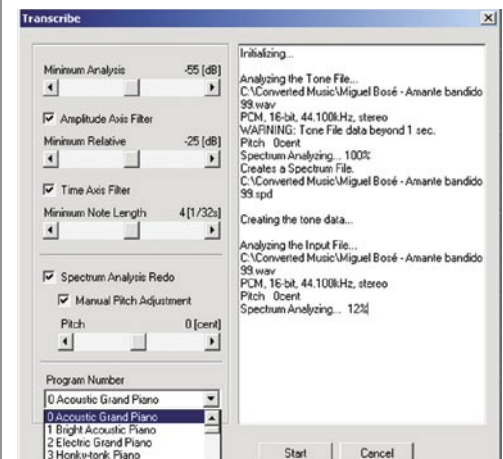 Transcribe
Minimum Analysis -55 [dB]
Amplitude Axis Filter
Minimum Relative -25 [dB]
Time Axis Filter
Minimum Note Length 4[1/32s]
Spectrum Analysis Redo
Manual Pitch Adjustment
Pitch 0 [cent]
Program Number
0 Acoustic Grand Piano
0 Acoustic Grand Piano
1 Bright Acoustic Piano
2 Electric Grand Piano
3 Honky-tonk Piano
Initializing...
Analyzing the Tone File...
C:\Converted Music\Miguel Bosé - Amante bandido
99.wav
PCM, 16-bit, 44.100kHz, stereo
WARNING: Tone File data beyond 1 sec.
Pitch 0cent
Spectrum Analyzing... 100%
Creates a Spectrum File.
C:\Converted Music\Miguel Bosé - Amante bandido
99.spd
Creating the tone data...
Analyzing the Input File...
C:\Converted Music\Miguel Bosé - Amante bandido
99.wav
PCM, 16-bit, 44.100kHz, stereo
Pitch 0cent
Spectrum Analyzing... 12%
Start Cancel